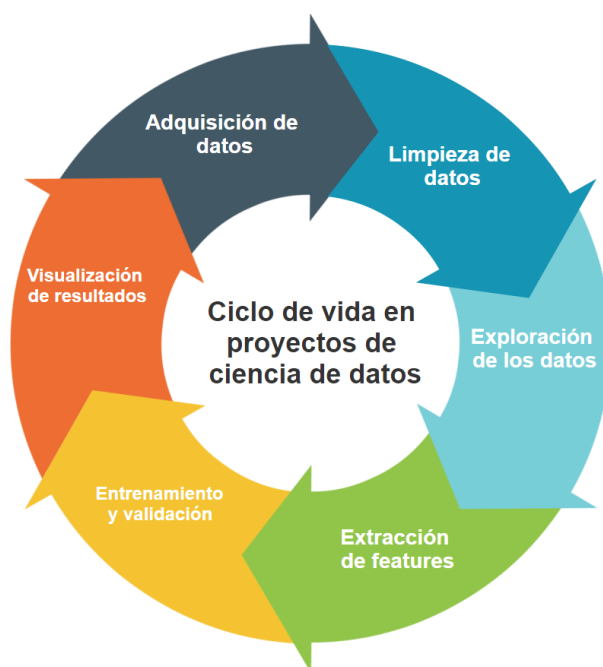 Adquisición de
datos
Limpieza de
datos
Exploración
de los datos
Extracción
de features
Entrenamiento
y validación
Visualización
de resultados
Ciclo de vida en
proyectos de
ciencia de datos